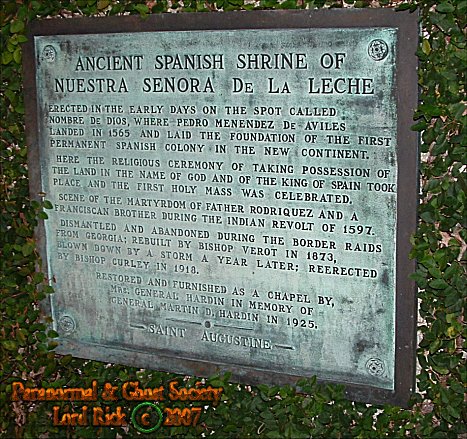 ANCIENT SPANISH SHRINE OF
NUESTRA SENORA DE LA LECHE
ERECTED IN THE EARLY DAYS ON THE SPOT CALLED
NOMBRE DE DIOS, WHERE PEDRO MENENDEZ DE AVILES
LANDED IN 1565 AND LAID THE FOUNDATION OF THE FIRST
PERMANENT SPANISH COLONY IN THE NEW CONTINENT.
HERE THE RELIGIOUS CEREMONY OF TAKING POSSESSION OF
THE LAND IN THE NAME OF GOD AND OF THE KING OF SPAIN TOOK
PLACE AND THE FIRST HOLY MASS WAS CELEBRATED.
SCENE OF THE MARTYRDOM OF FATHER RODRIQUEZ AND A
FRANCISCAN BROTHER DURING THE INDIAN REVOLT OF 1597.
DISMANTLED AND ABANDONED DURING THE BORDER RAIDS
FROM GEORGIA; REBUILT BY BISHOP VEROT IN 1873,
BLOWN DOWN BY A STORM A YEAR LATER; REERECTED
BY BISHOP CURLEY IN 1918.
RESTORED AND FURNISHED AS A CHAPEL BY,
MRS. GENERAL HARDIN IN MEMORY OF
GENERAL MARTIN D. HARDIN IN 1925.
—SAINT AUGUSTINE—
Paranormal & Ghost Society
Lord Rick © 2007